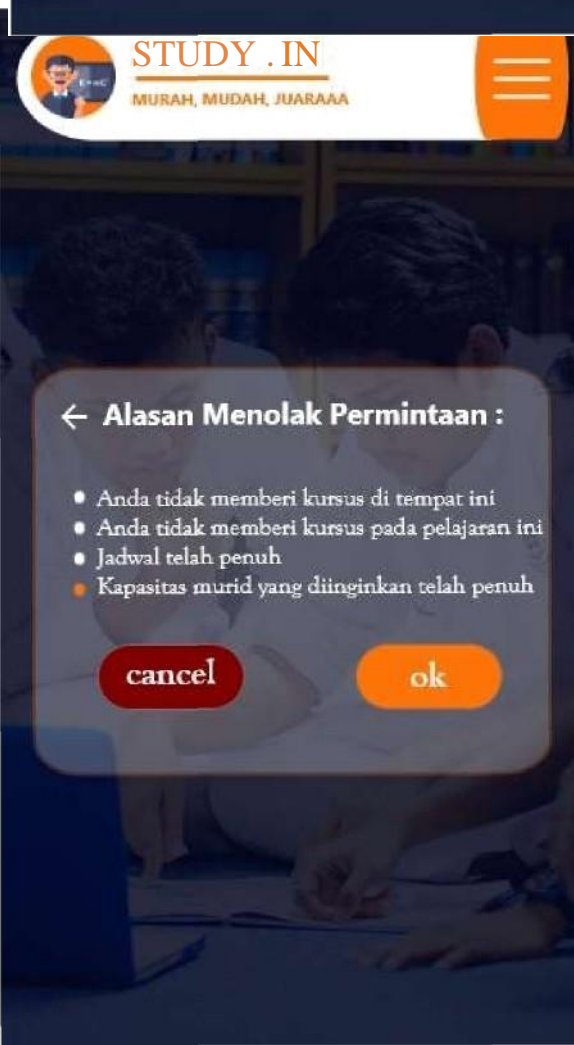 STUDY . IN
MURAH, MUDAH, JUARAAA
← Alasan Menolak Permintaan :
Anda tidak memberi kursus di tempat ini
Anda tidak memberi kursus pada pelajaran ini
Jadwal telah penuh
Kapasitas murid yang diinginkan telah penuh
cancel
ok